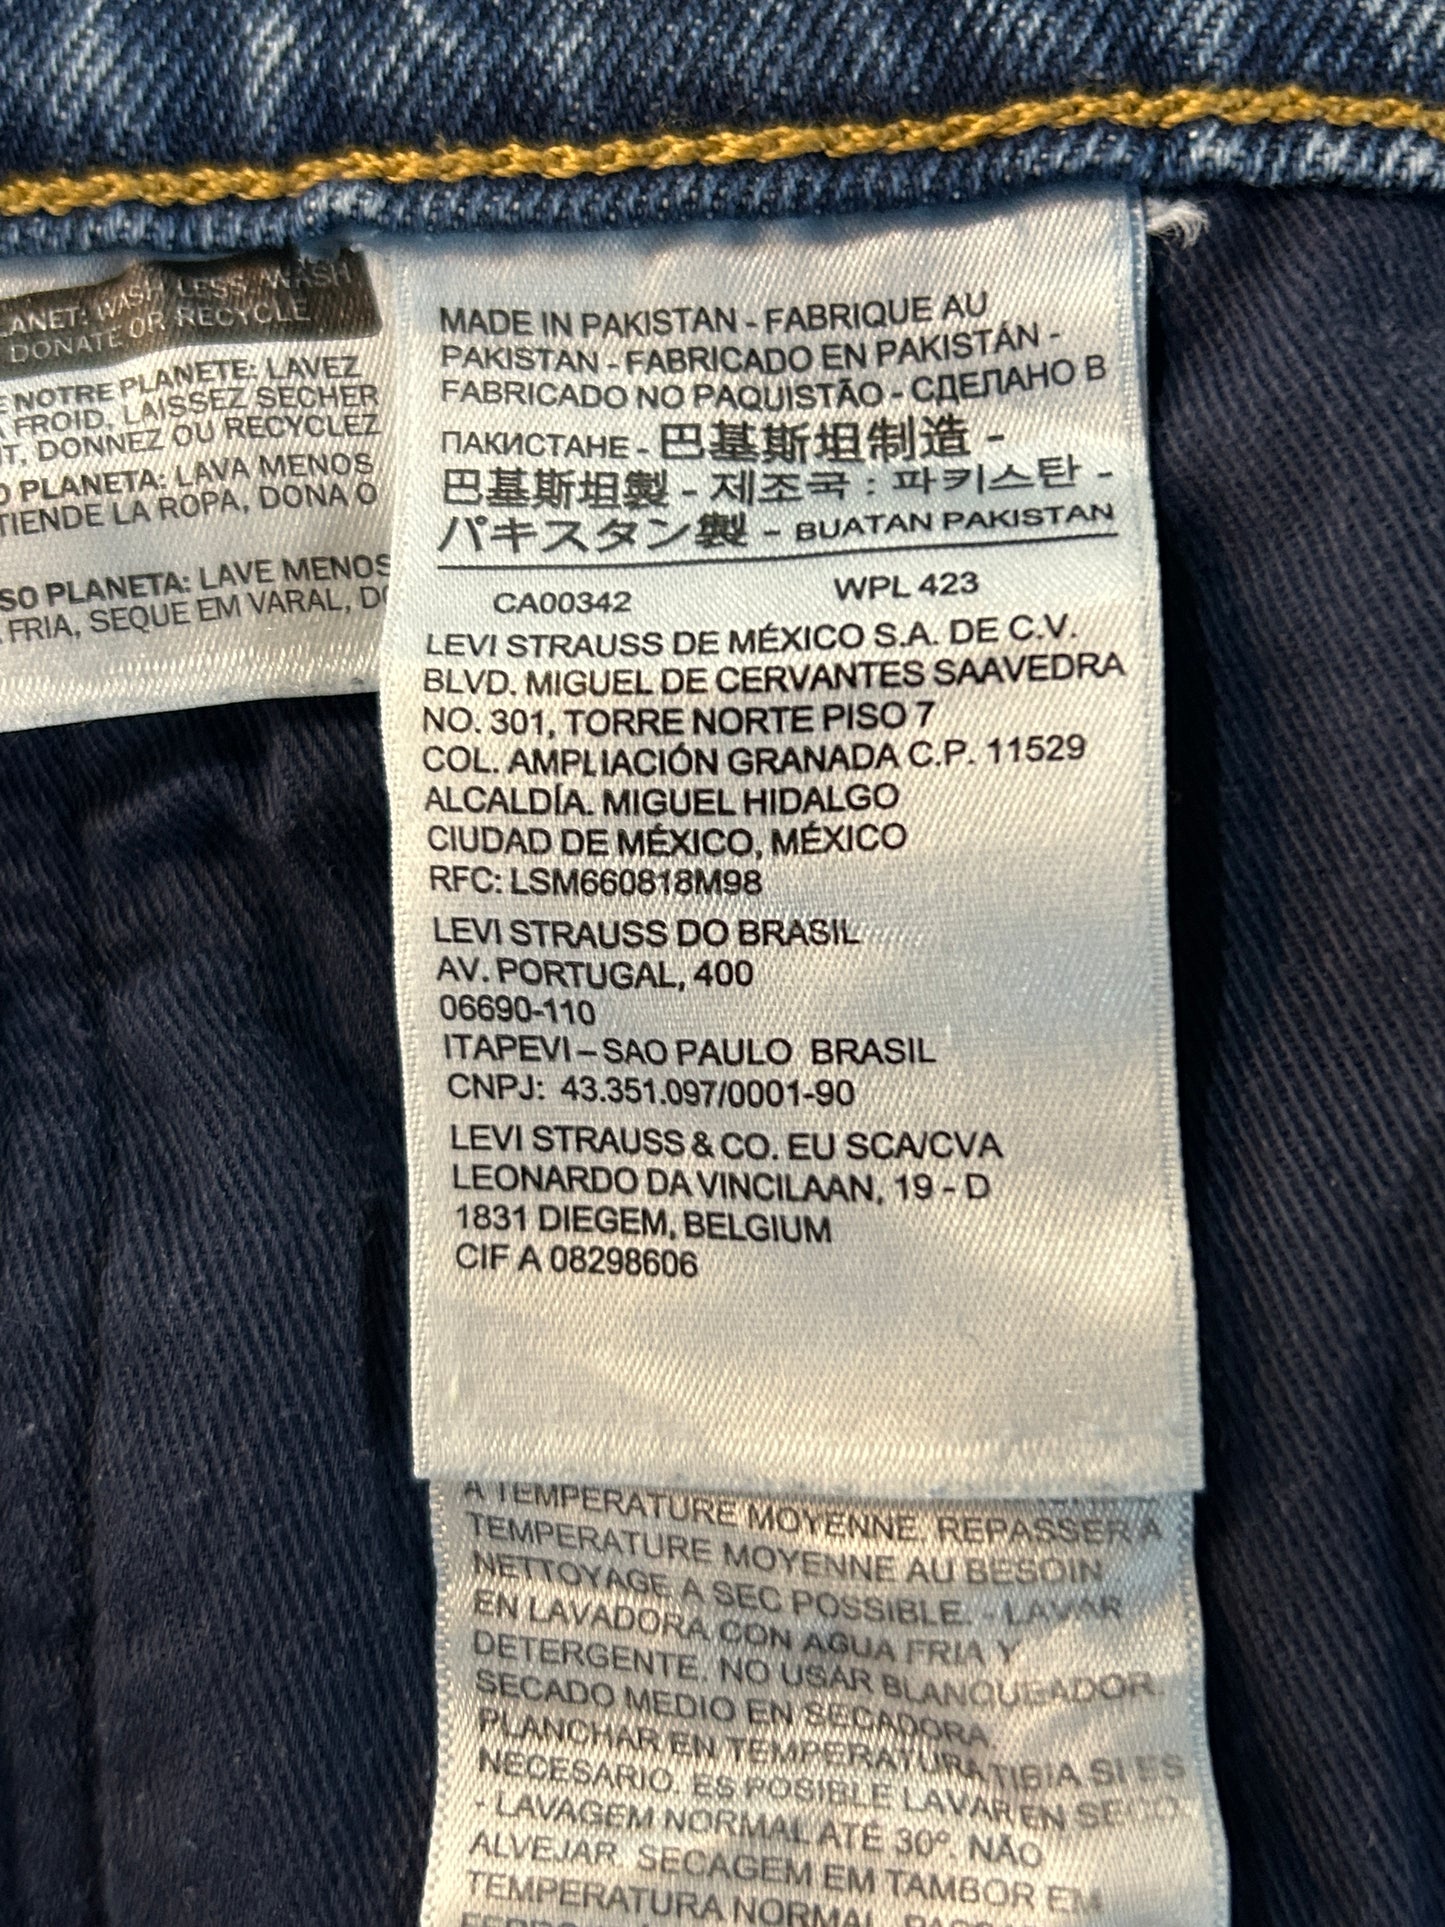 LANET: WASH LESS, WASH
DONATE OR RECYCLE
NOTRE PLANETE: LAVEZ
FROID, LAISSEZ SECHER
T, DONNEZ OU RECYCLEZ
O PLANETA: LAVA MENOS
TIENDE LA ROPA, DONA O
SO PLANETA: LAVE MENOS
FRIA, SEQUE EM VARAL, DO
MADE IN PAKISTAN - FABRIQUE AU
PAKISTAN - FABRICADO EN PAKISTÁN -
FABRICADO NO PAQUISTÃO - СДЕЛАНО В
ПАКИСТАНЕ - 巴基斯坦制造 -
巴基斯坦製 - 제조국 : 파키스탄 -
パキスタン製 - BUATAN PAKISTAN
CA00342 WPL 423
LEVI STRAUSS DE MÉXICO S.A. DE C.V.
BLVD. MIGUEL DE CERVANTES SAAVEDRA
NO. 301, TORRE NORTE PISO 7
COL. AMPLIACIÓN GRANADA C.P. 11529
ALCALDÍA. MIGUEL HIDALGO
CIUDAD DE MÉXICO, MÉXICO
RFC: LSM660818M98
LEVI STRAUSS DO BRASIL
AV. PORTUGAL, 400
06690-110
ITAPEVI – SAO PAULO BRASIL
CNPJ: 43.351.097/0001-90
LEVI STRAUSS & CO. EU SCA/CVA
LEONARDO DA VINCILAAN, 19 - D
1831 DIEGEM, BELGIUM
CIF A 08298606
A TEMPERATURE MOYENNE. REPASSER A
TEMPERATURE MOYENNE AU BESOIN
NETTOYAGE A SEC POSSIBLE. - LAVAR
EN LAVADORA CON AGUA FRIA Y
DETERGENTE. NO USAR BLANQUEADOR.
SECADO MEDIO EN SECADORA.
PLANCHAR EN TEMPERATURA TIBIA SI ES
NECESARIO. ES POSIBLE LAVAR EN SECO.
- LAVAGEM NORMAL ATÉ 30º. NÃO
ALVEJAR. SECAGEM EM TAMBOR EM
TEMPERATURA NORMAL.